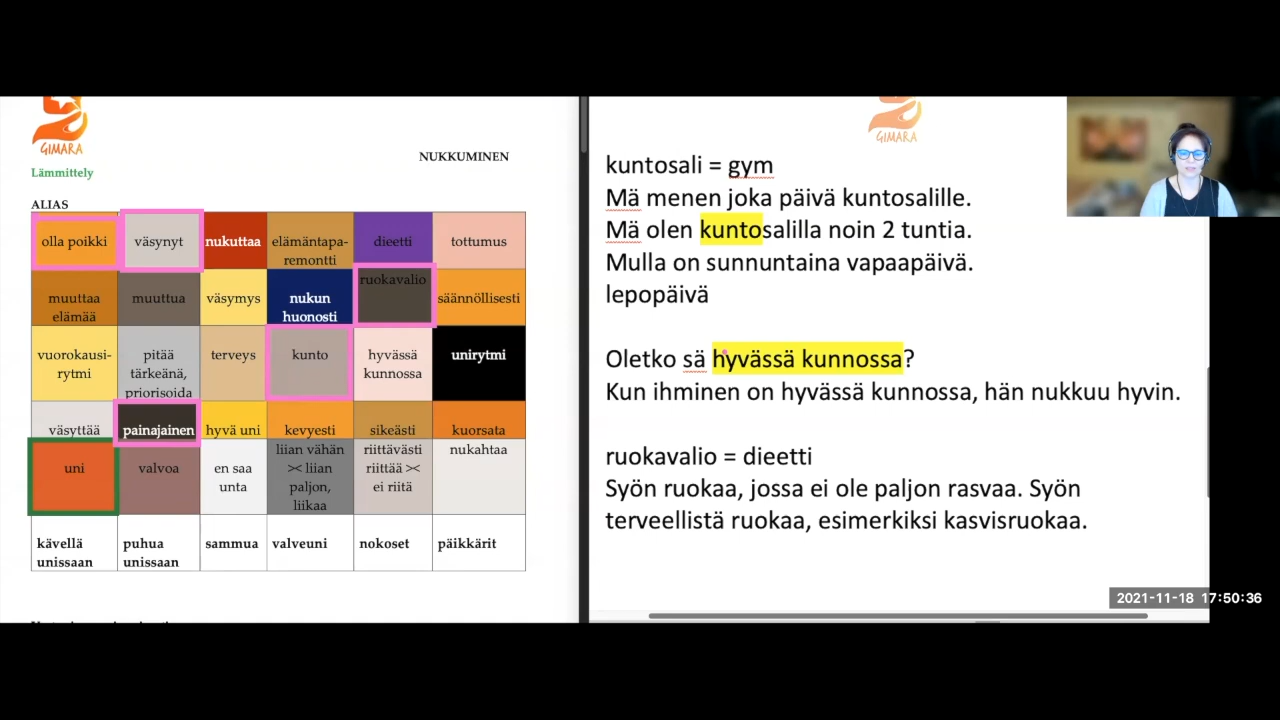 GIMARA
NUKKUMINEN
Lämmittely
ALIAS
olla poikki
väsynyt
nukuttaa
elämäntapa-
remontti
dieetti
tottumus
muuttaa
elämää
muuttua
väsymys
nukun
huonosti
ruokavalio
säännöllisesti
vuorokausi-
rytmi
pitää
tärkeänä,
priorisoida
terveys
kunto
hyvässä
kunnossa
unirytmi
väsyttää
painajainen
hyvä uni
kevyesti
sikeästi
kuorsata
uni
valvoa
en saa
unta
liian vähän
>< liian
paljon,
liikaa
riittävästi
riittää ><
ei riitä
nukahtaa
kävellä
unissaan
puhua
unissaan
sammua
valveuni
nokoset
päikkärit
GIMARA
kuntosali = gym
Mä menen joka päivä kuntosalille.
Mä olen kuntosalilla noin 2 tuntia.
Mulla on sunnuntaina vapaapäivä.
lepopäivä
Oletko sä hyvässä kunnossa?
Kun ihminen on hyvässä kunnossa, hän nukkuu hyvin.
ruokavalio = dieetti
Syön ruokaa, jossa ei ole paljon rasvaa. Syön
terveellistä ruokaa, esimerkiksi kasvisruokaa.
2021-11-18 17:50:36